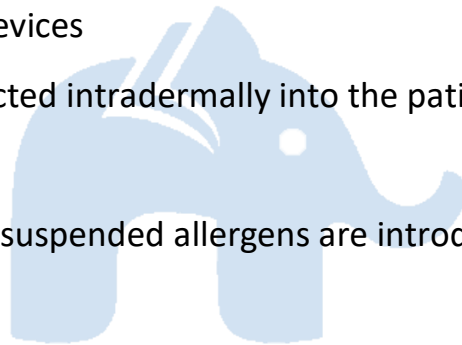 evices
cted intradermally into the pati
suspended allergens are introd